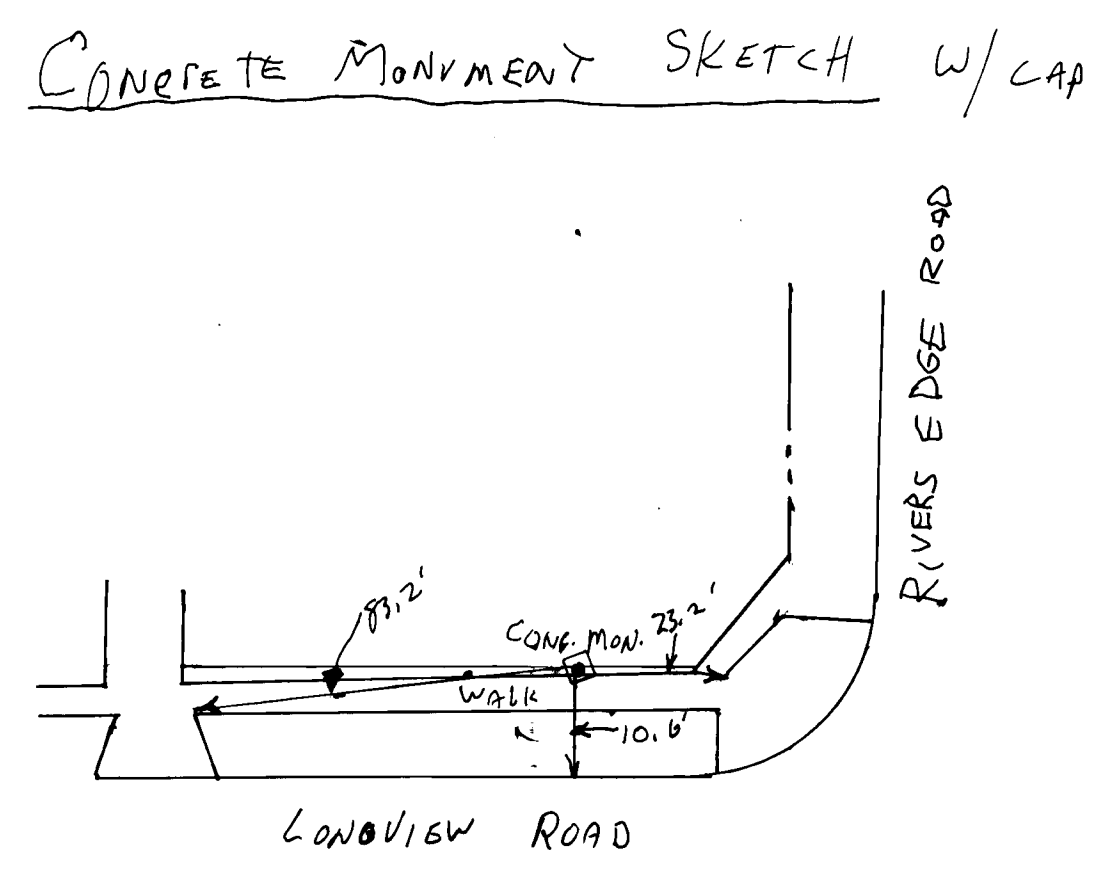 CONCRETE MONUMENT SKETCH W/ CAP
RIVERS EDGE ROAD
83.2'
CONC. MON.
23.2'
WALK
10.6'
LONGVIEW ROAD